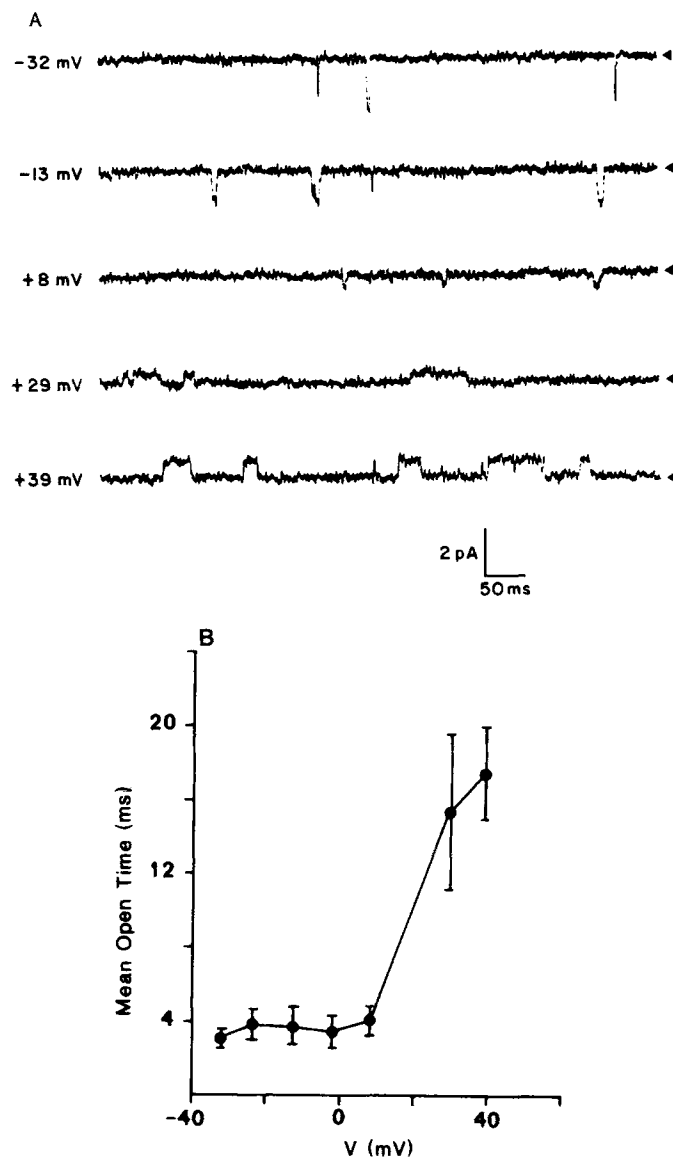 A
-32 mV
-13 mV
+8 mV
+29 mV
+39 mV
2 pA
50 ms
B
20
12
4
Mean Open Time (ms)
-40
0
40
V (mV)